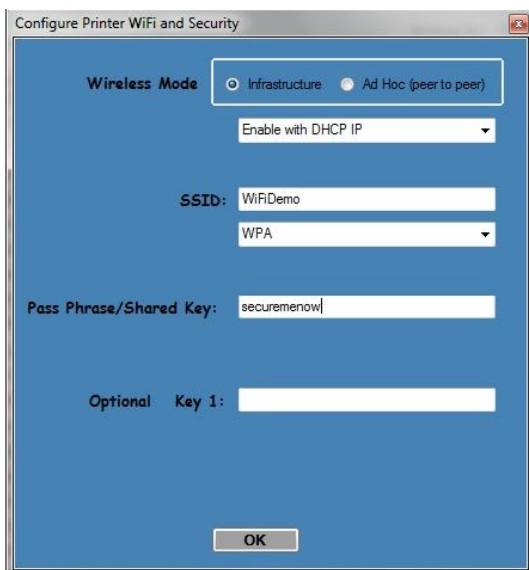 Configure Printer WiFi and Security
Wireless Mode Infrastructure Ad Hoc (peer to peer)
Enable with DHCP IP
SSID: WiFiDemo
WPA
Pass Phrase/Shared Key: securemenow
Optional Key 1:
OK